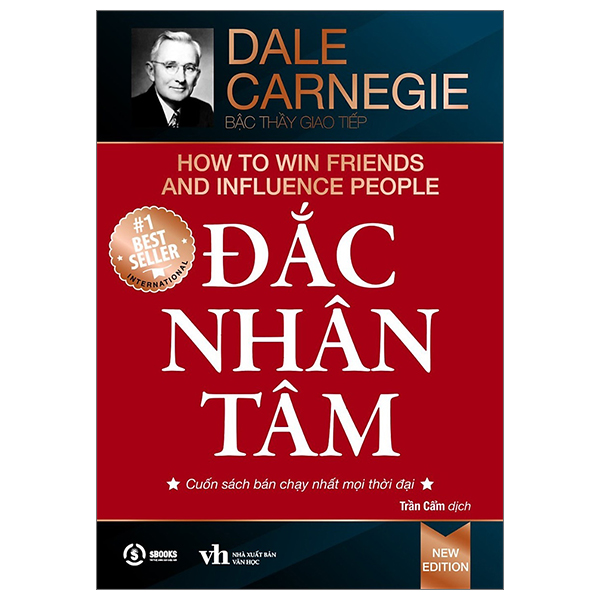 DALE
CARNEGIE
BẬC THẦY GIAO TIẾP
HOW TO WIN FRIENDS
AND INFLUENCE PEOPLE
#1
BEST
SELLER
INTERNATIONAL
ĐẮC
NHÂN
TÂM
Cuốn sách bán chạy nhất mọi thời đại
Trần Cẩm dịch
S
SBOOKS
vh
NHÀ XUẤT BẢN
VĂN HỌC
NEW
EDITION